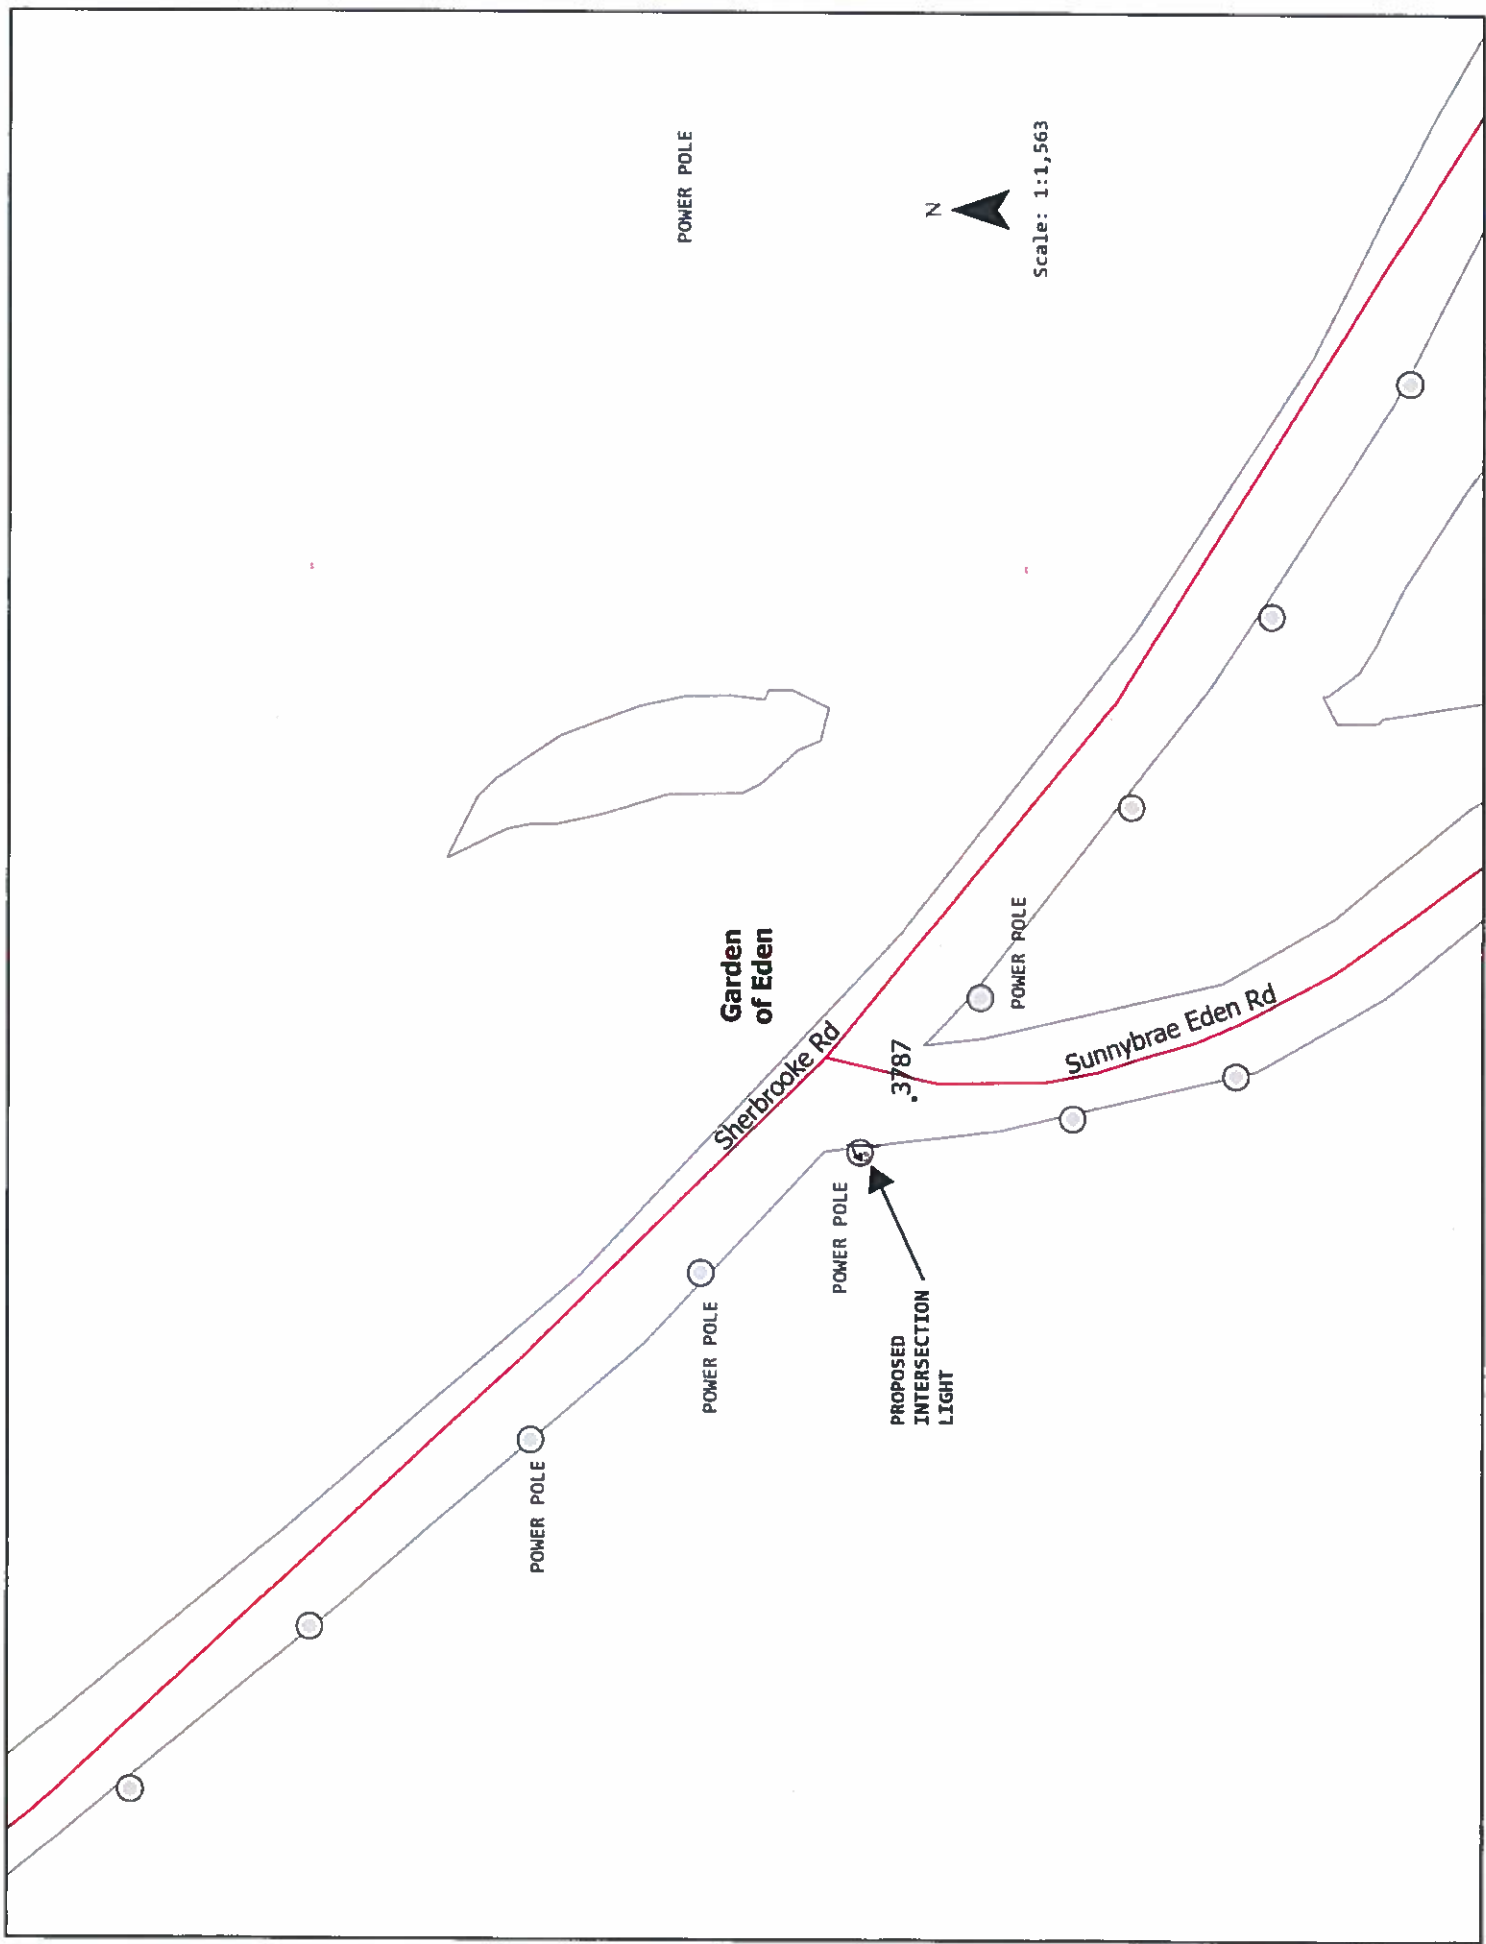 POWER POLE
N
Scale: 1:1,563
Garden
of Eden
Sherbrooke Rd
POWER POLE
.3787
Sunnybrae Eden Rd
POWER POLE
PROPOSED
INTERSECTION
LIGHT
POWER POLE
POWER POLE